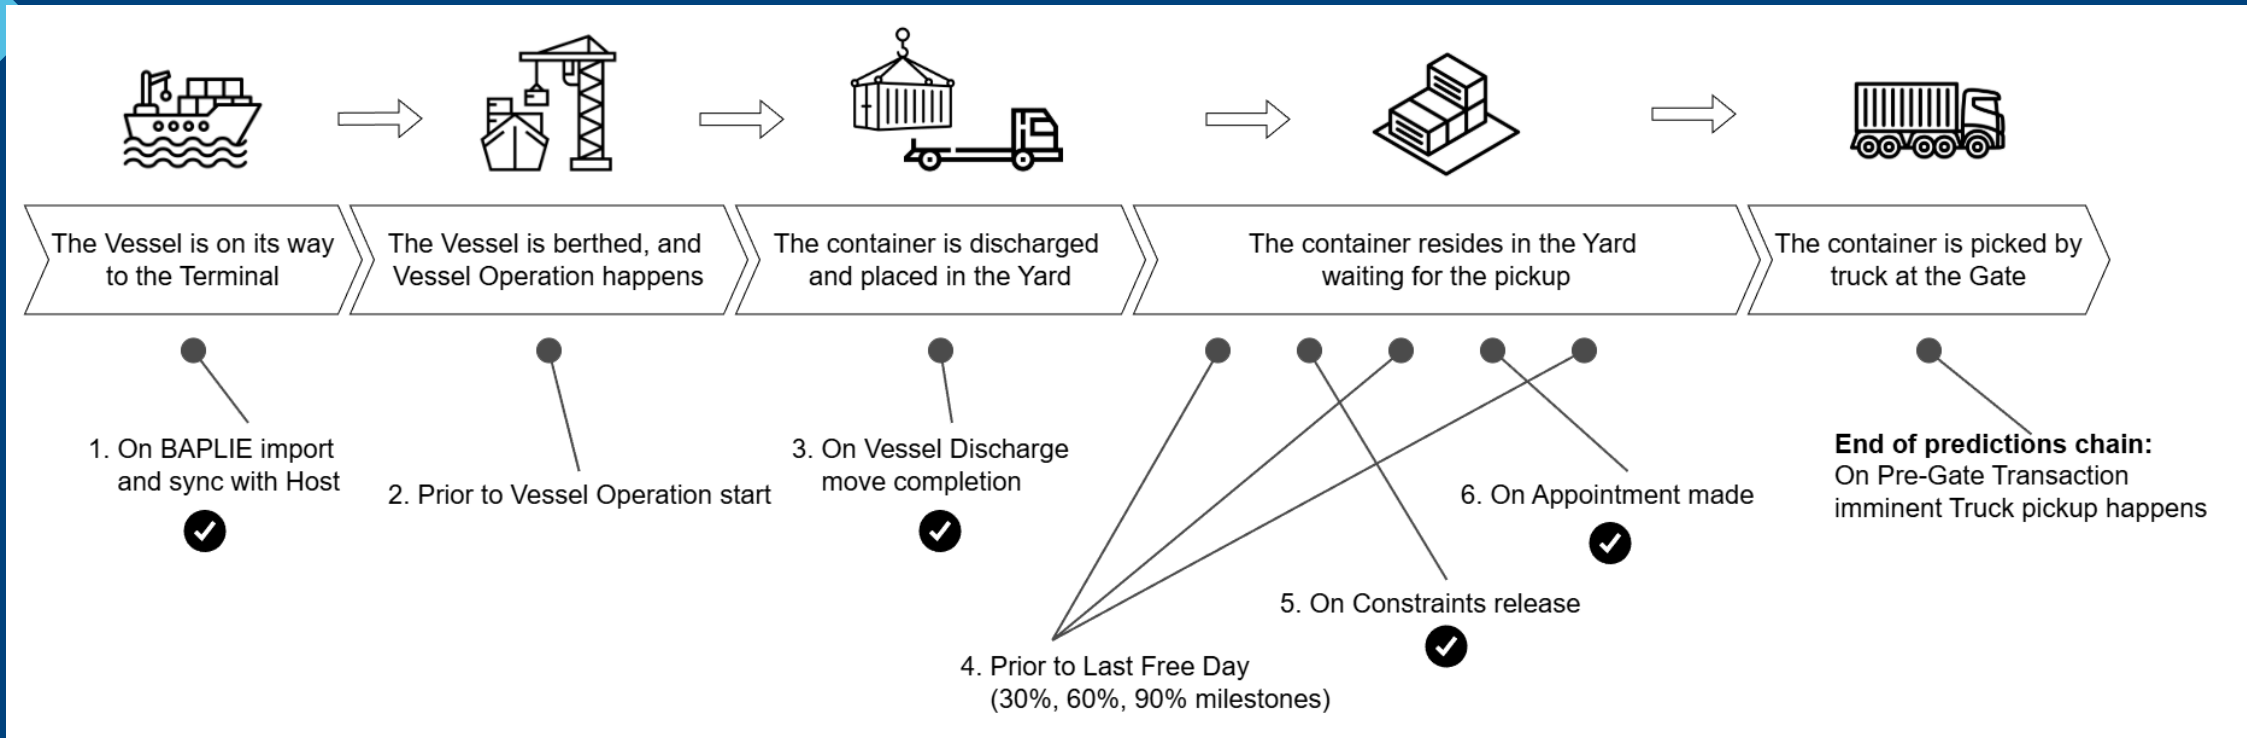 The Vessel is on its way
to the Terminal
The Vessel is berthed, and
Vessel Operation happens
The container is discharged
and placed in the Yard
The container resides in the Yard
waiting for the pickup
The container is picked by
truck at the Gate
1. On BAPLIE import
and sync with Host
2. Prior to Vessel Operation start
3. On Vessel Discharge
move completion
4. Prior to Last Free Day
(30%, 60%, 90% milestones)
5. On Constraints release
6. On Appointment made
End of predictions chain:
On Pre-Gate Transaction
imminent Truck pickup happens